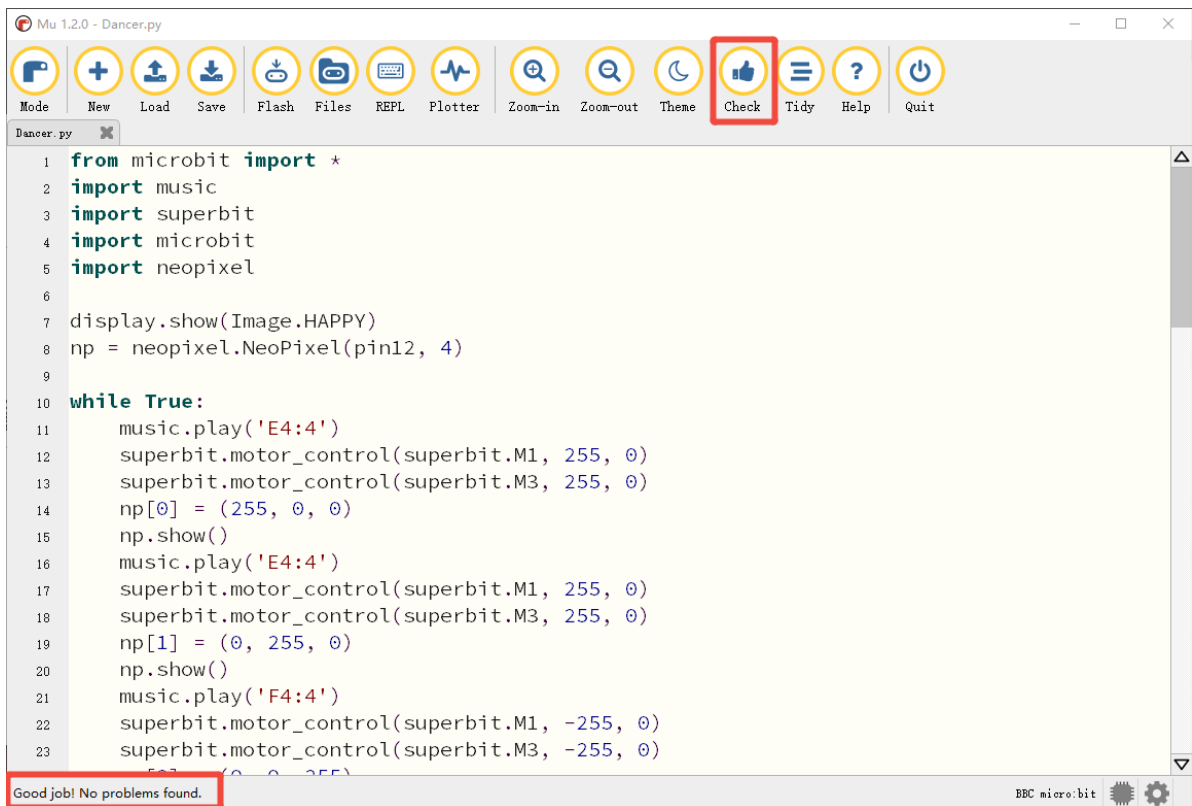 Mu 1.2.0 - Dancer.py
Mode New Load Save Flash Files REPL Plotter Zoom-in Zoom-out Theme Check Tidy Help Quit
Dancer.py
1 from microbit import *
2 import music
3 import superbit
4 import microbit
5 import neopixel
6
7 display.show(Image.HAPPY)
8 np = neopixel.NeoPixel(pin12, 4)
9
10 while True:
11     music.play('E4:4')
12     superbit.motor_control(superbit.M1, 255, 0)
13     superbit.motor_control(superbit.M3, 255, 0)
14     np[0] = (255, 0, 0)
15     np.show()
16     music.play('E4:4')
17     superbit.motor_control(superbit.M1, 255, 0)
18     superbit.motor_control(superbit.M3, 255, 0)
19     np[1] = (0, 255, 0)
20     np.show()
21     music.play('F4:4')
22     superbit.motor_control(superbit.M1, -255, 0)
23     superbit.motor_control(superbit.M3, -255, 0)
Good job! No problems found.
BBC micro:bit